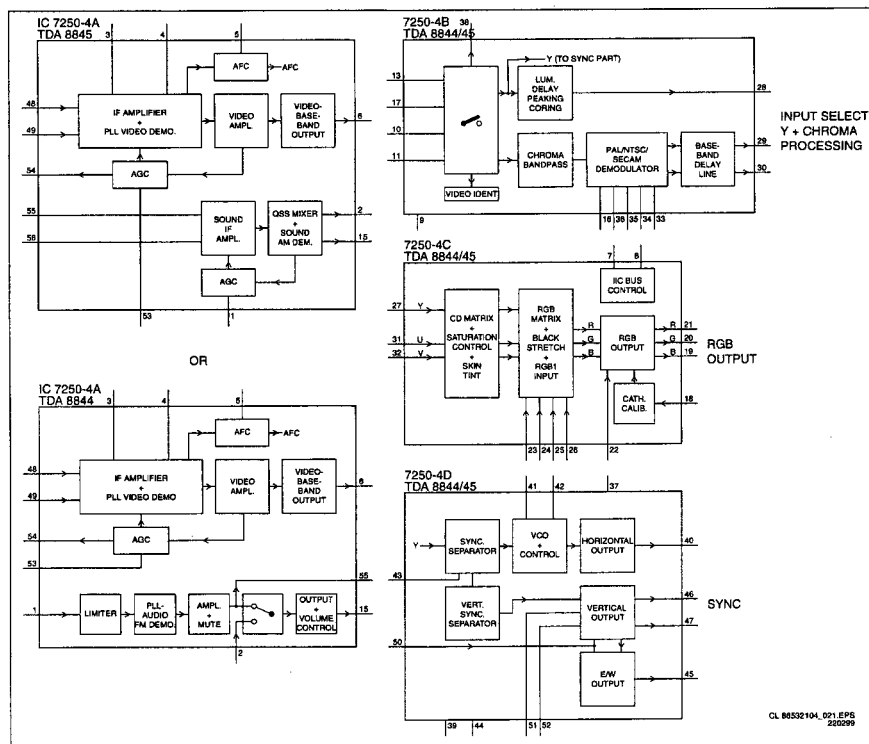 IC 7250-4A
TDA 8845
3
4
5
AFC
AFC
48
49
IF AMPLIFIER
+
PLL VIDEO DEMO.
VIDEO
AMPL.
VIDEO-
BASE-
BAND
OUTPUT
6
54
AGC
55
56
SOUND
IF
AMPL.
QSS MIXER
+
SOUND
AM DEM.
2
15
AGC
53
1
OR
IC 7250-4A
TDA 8844
3
4
5
AFC
AFC
48
49
IF AMPLIFIER
+
PLL VIDEO DEMO
VIDEO
AMPL.
VIDEO-
BASE-
BAND
OUTPUT
6
54
AGC
53
55
1
LIMITER
PLL-
AUDIO
FM DEMO.
AMPL.
+
MUTE
OUTPUT
+
VOLUME
CONTROL
15
2
7250-4B
TDA 8844/45
38
Y (TO SYNC PART)
13
17
10
11
LUM.
DELAY
PEAKING
CORING
28
CHROMA
BANDPASS
PAL/NTSC/
SECAM
DEMODULATOR
BASE-
BAND
DELAY
LINE
29
30
VIDEO IDENT
9
16
36
35
34
33
INPUT SELECT
Y + CHROMA
PROCESSING
7250-4C
TDA 8844/45
7
8
IIC BUS
CONTROL
27
Y
31
U
32
V
CD MATRIX
+
SATURATION
CONTROL
+
SKIN
TINT
RGB
MATRIX
+
BLACK
STRETCH
+
RGB1
INPUT
R
G
B
RGB
OUTPUT
R
G
B
21
20
19
CATH.
CALIB.
18
23
24
25
26
22
RGB
OUTPUT
7250-4D
TDA 8844/45
41
42
37
Y
SYNC.
SEPARATOR
VCO
+
CONTROL
HORIZONTAL
OUTPUT
40
43
VERT.
SYNC.
SEPARATOR
VERTICAL
OUTPUT
46
47
50
E/W
OUTPUT
45
39
44
51
52
SYNC
CL 86532104_021.EPS
220299